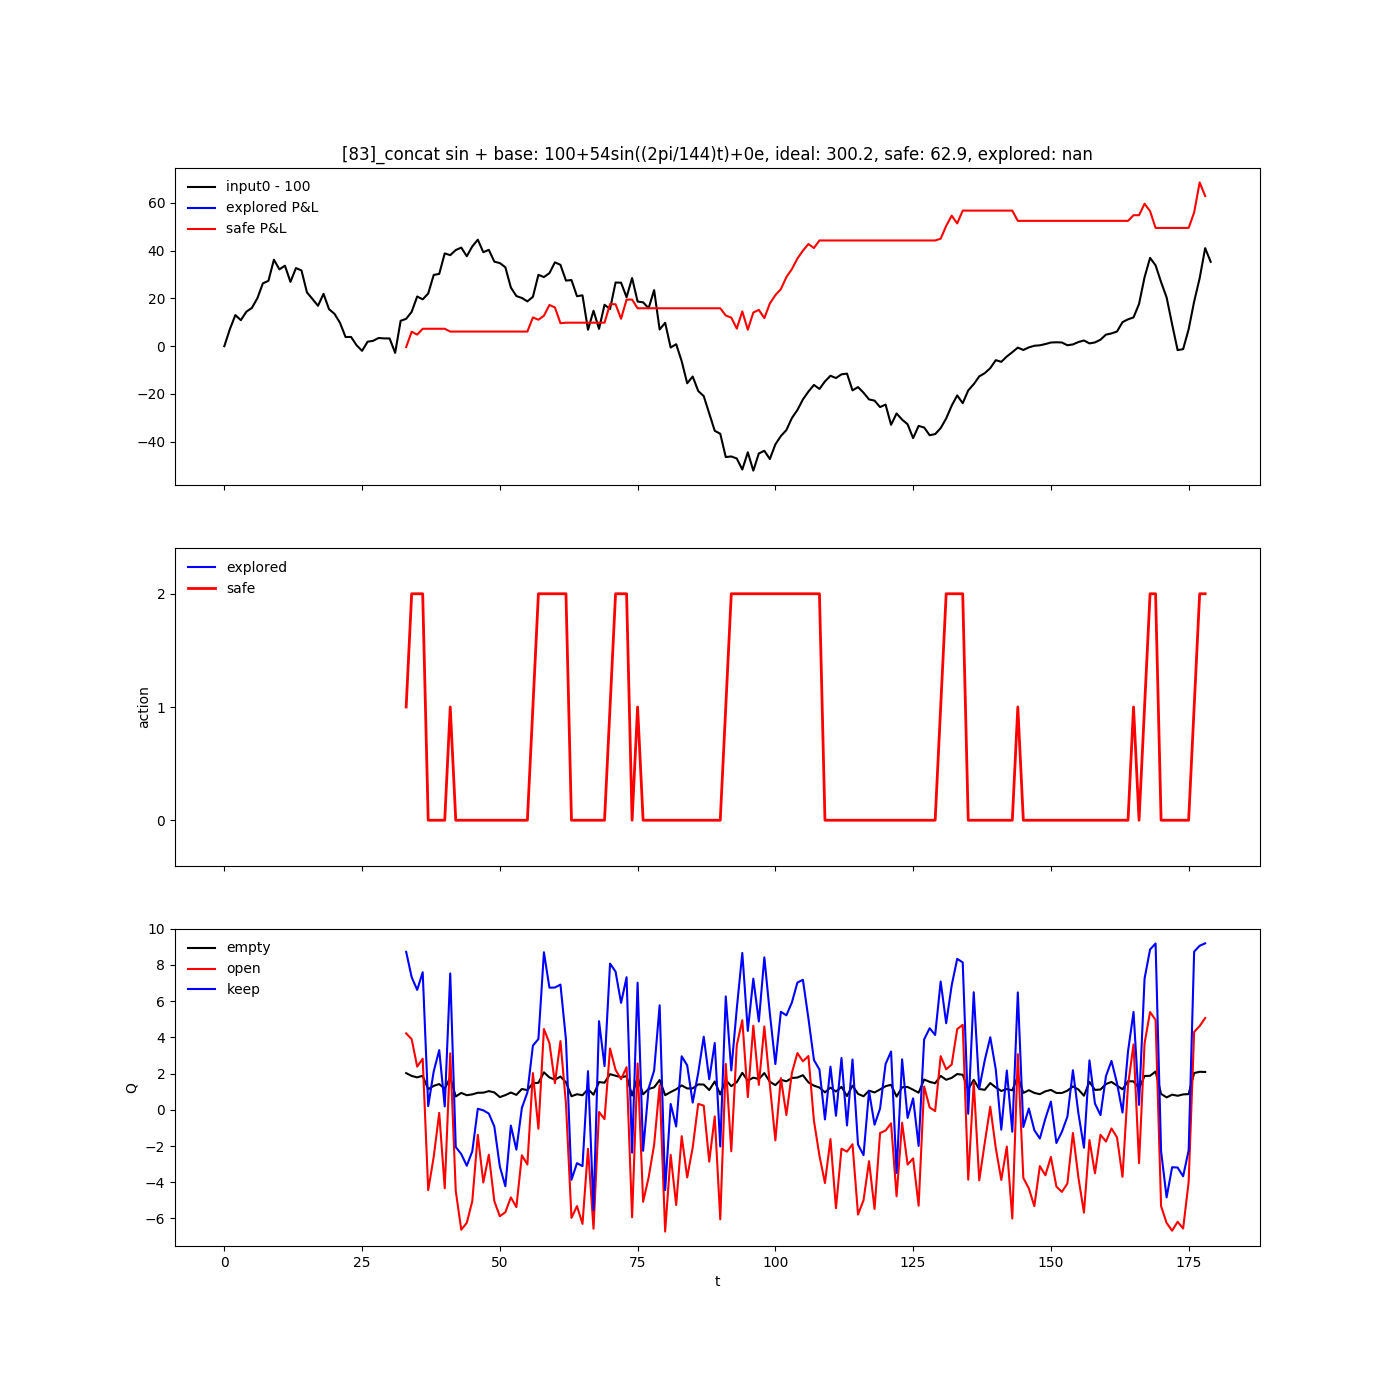 [83]_concat sin + base: 100+54sin((2pi/144)t)+0e, ideal: 300.2, safe: 62.9, explored: nan
input0 - 100
explored P&L
safe P&L
60
40
20
0
−20
−40
explored
safe
2
1
0
action
empty
open
keep
10
8
6
4
2
0
−2
−4
−6
Q
0 25 50 75 100 125 150 175
t